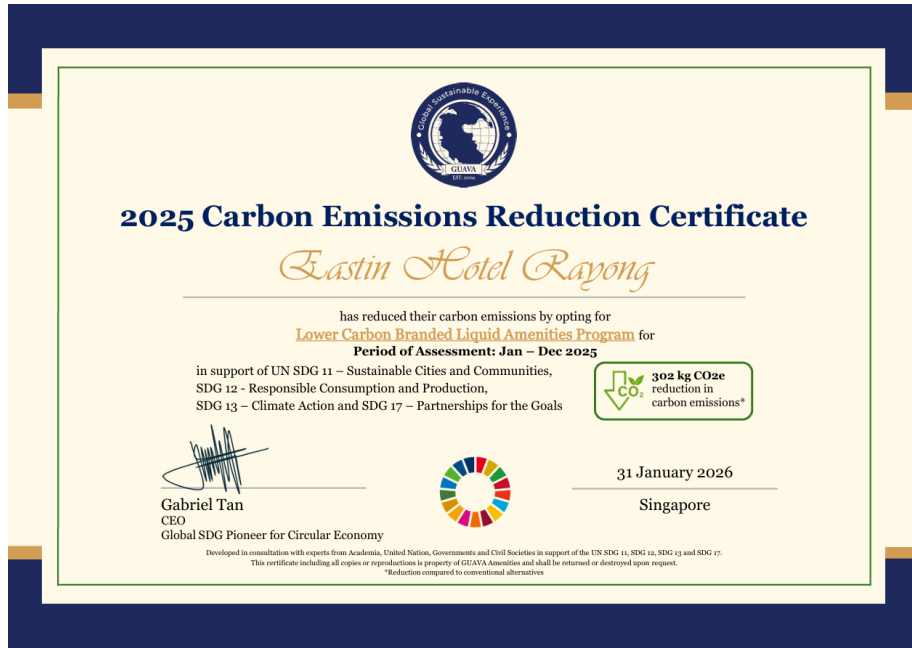 Global Sustainable Experience
GUAVA
EST. 2006
2025 Carbon Emissions Reduction Certificate
Eastin Hotel Rayong
has reduced their carbon emissions by opting for
Lower Carbon Branded Liquid Amenities Program for
Period of Assessment: Jan – Dec 2025
in support of UN SDG 11 – Sustainable Cities and Communities,
SDG 12 - Responsible Consumption and Production,
SDG 13 – Climate Action and SDG 17 – Partnerships for the Goals
CO2
302 kg CO2e
reduction in
carbon emissions*
31 January 2026
Gabriel Tan
Singapore
CEO
Global SDG Pioneer for Circular Economy
Developed in consultation with experts from Academia, United Nation, Governments and Civil Societies in support of the UN SDG 11, SDG 12, SDG 13 and SDG 17.
This certificate including all copies or reproductions is property of GUAVA Amenities and shall be returned or destroyed upon request.
*Reduction compared to conventional alternatives